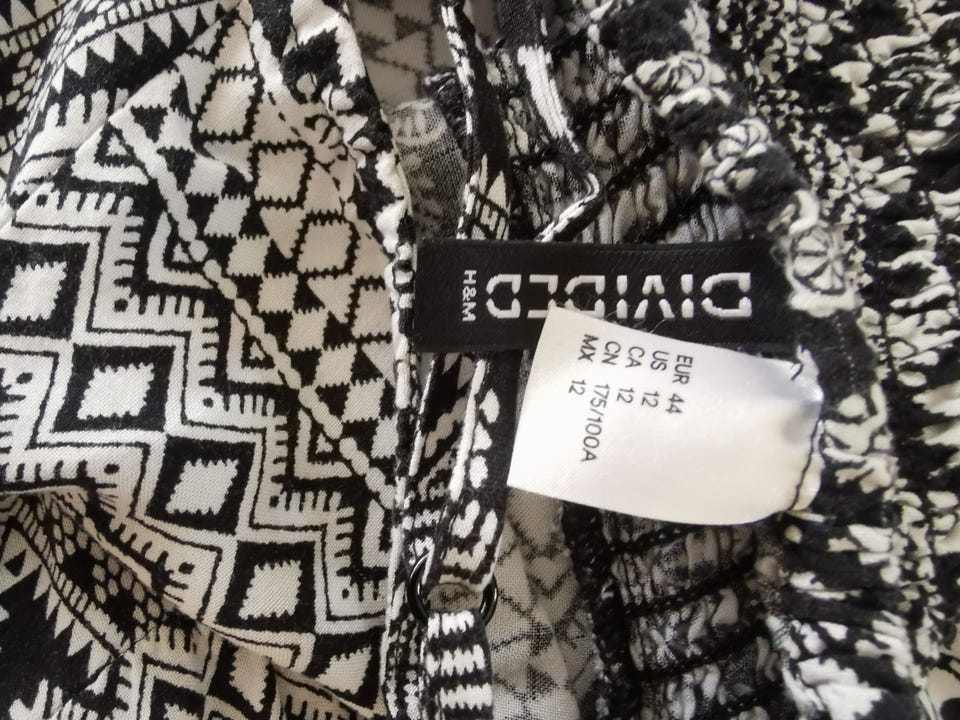 DIVIDED
H&M
EUR 44
US 12
CA 12
CN 175/100A
MX 12